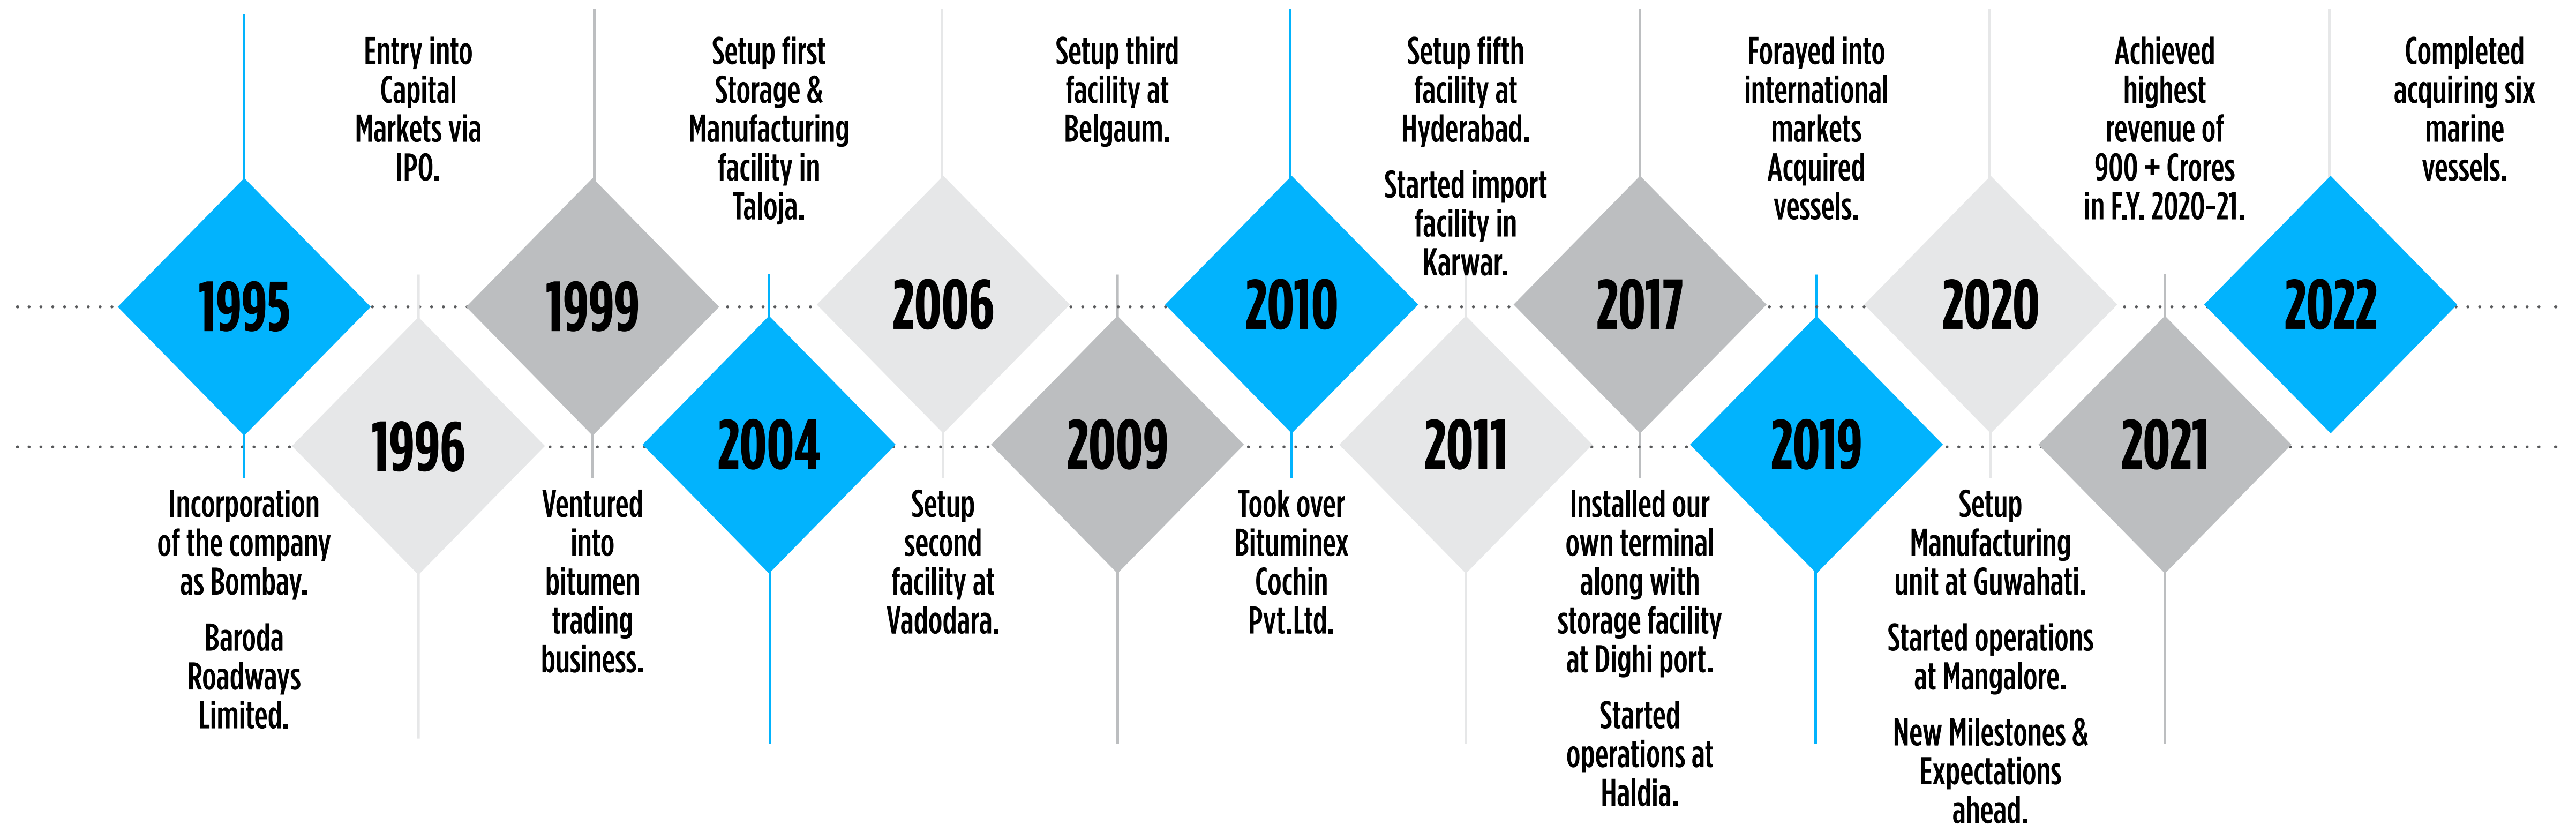 1995
Incorporation
of the company
as Bombay.
Baroda
Roadways
Limited.
Entry into
Capital
Markets via
IPO.
1996
1999
Ventured
into
bitumen
trading
business.
Setup first
Storage &
Manufacturing
facility in
Taloja.
2004
2006
Setup
second
facility at
Vadodara.
Setup third
facility at
Belgaum.
2009
2010
Took over
Bituminex
Cochin
Pvt.Ltd.
Setup fifth
facility at
Hyderabad.
Started import
facility in
Karwar.
2011
2017
Installed our
own terminal
along with
storage facility
at Dighi port.
Started
operations at
Haldia.
Forayed into
international
markets
Acquired
vessels.
2019
2020
Setup
Manufacturing
unit at Guwahati.
Started operations
at Mangalore.
New Milestones &
Expectations
ahead.
Achieved
highest
revenue of
900 + Crores
in F.Y. 2020-21.
2021
2022
Completed
acquiring six
marine
vessels.